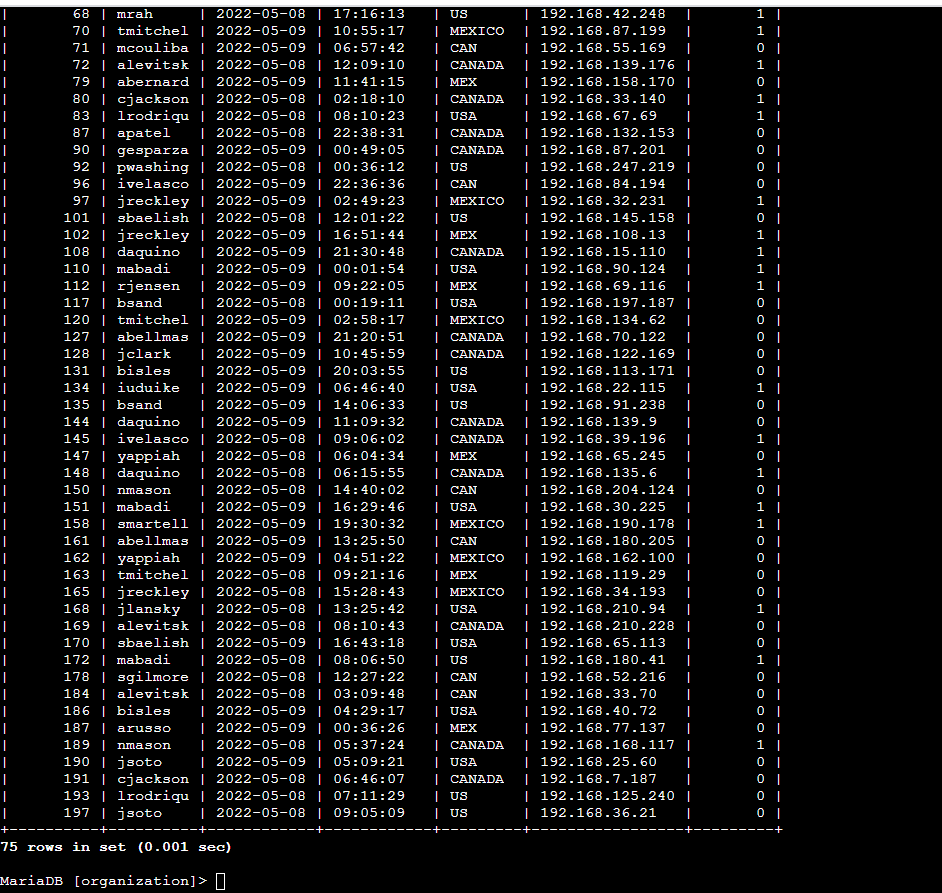 |       68 | mrah     | 2022-05-08 | 17:16:13   | US      | 192.168.42.248  |       1 |
|       70 | tmitchel | 2022-05-09 | 10:55:17   | MEXICO  | 192.168.87.199  |       1 |
|       71 | mcouliba | 2022-05-09 | 06:57:42   | CAN     | 192.168.55.169  |       0 |
|       72 | alevitsk | 2022-05-08 | 12:09:10   | CANADA  | 192.168.139.176 |       1 |
|       79 | abernard | 2022-05-09 | 11:41:15   | MEX     | 192.168.158.170 |       0 |
|       80 | cjackson | 2022-05-08 | 02:18:10   | CANADA  | 192.168.33.140  |       1 |
|       83 | lrodriqu | 2022-05-08 | 08:10:23   | USA     | 192.168.67.69   |       1 |
|       87 | apatel   | 2022-05-08 | 22:38:31   | CANADA  | 192.168.132.153 |       0 |
|       90 | gesparza | 2022-05-09 | 00:49:05   | CANADA  | 192.168.87.201  |       0 |
|       92 | pwashing | 2022-05-08 | 00:36:12   | US      | 192.168.247.219 |       0 |
|       96 | ivelasco | 2022-05-09 | 22:36:36   | CAN     | 192.168.84.194  |       0 |
|       97 | jreckley | 2022-05-09 | 02:49:23   | MEXICO  | 192.168.32.231  |       1 |
|      101 | sbaelish | 2022-05-08 | 12:01:22   | US      | 192.168.145.158 |       0 |
|      102 | jreckley | 2022-05-09 | 16:51:44   | MEX     | 192.168.108.13  |       1 |
|      108 | daquino  | 2022-05-09 | 21:30:48   | CANADA  | 192.168.15.110  |       1 |
|      110 | mabadi   | 2022-05-09 | 00:01:54   | USA     | 192.168.90.124  |       1 |
|      112 | rjensen  | 2022-05-09 | 09:22:05   | MEX     | 192.168.69.116  |       1 |
|      117 | bsand    | 2022-05-08 | 00:19:11   | USA     | 192.168.197.187 |       0 |
|      120 | tmitchel | 2022-05-09 | 02:58:17   | MEXICO  | 192.168.134.62  |       0 |
|      127 | abellmas | 2022-05-09 | 21:20:51   | CANADA  | 192.168.70.122  |       0 |
|      128 | jclark   | 2022-05-09 | 10:45:59   | CANADA  | 192.168.122.169 |       0 |
|      131 | bisles   | 2022-05-09 | 20:03:55   | US      | 192.168.113.171 |       0 |
|      134 | iuduike  | 2022-05-09 | 06:46:40   | USA     | 192.168.22.115  |       1 |
|      135 | bsand    | 2022-05-09 | 14:06:33   | US      | 192.168.91.238  |       0 |
|      144 | daquino  | 2022-05-09 | 11:09:32   | CANADA  | 192.168.139.9   |       0 |
|      145 | ivelasco | 2022-05-08 | 09:06:02   | CANADA  | 192.168.39.196  |       1 |
|      147 | yappiah  | 2022-05-08 | 06:04:34   | MEX     | 192.168.65.245  |       0 |
|      148 | daquino  | 2022-05-08 | 06:15:55   | CANADA  | 192.168.135.6   |       1 |
|      150 | nmason   | 2022-05-08 | 14:40:02   | CAN     | 192.168.204.124 |       0 |
|      151 | mabadi   | 2022-05-08 | 16:29:46   | USA     | 192.168.30.225  |       1 |
|      158 | smartell | 2022-05-08 | 19:30:32   | MEXICO  | 192.168.190.178 |       1 |
|      161 | abellmas | 2022-05-08 | 13:25:50   | CAN     | 192.168.180.205 |       0 |
|      162 | yappiah  | 2022-05-08 | 04:51:22   | MEXICO  | 192.168.162.100 |       0 |
|      163 | tmitchel | 2022-05-08 | 09:21:16   | MEX     | 192.168.119.29  |       0 |
|      165 | jreckley | 2022-05-08 | 15:28:43   | MEXICO  | 192.168.34.193  |       0 |
|      168 | jlansky  | 2022-05-08 | 13:25:42   | USA     | 192.168.210.94  |       1 |
|      169 | alevitsk | 2022-05-08 | 08:10:43   | CANADA  | 192.168.210.228 |       0 |
|      170 | sbaelish | 2022-05-09 | 16:43:18   | USA     | 192.168.65.113  |       0 |
|      172 | mabadi   | 2022-05-08 | 08:06:50   | US      | 192.168.180.41  |       1 |
|      178 | sgilmore | 2022-05-08 | 12:27:22   | CAN     | 192.168.52.216  |       0 |
|      184 | alevitsk | 2022-05-08 | 03:09:48   | CAN     | 192.168.33.70   |       0 |
|      186 | bisles   | 2022-05-09 | 04:29:17   | USA     | 192.168.40.72   |       0 |
|      187 | arusso   | 2022-05-09 | 00:36:26   | MEX     | 192.168.77.137  |       0 |
|      189 | nmason   | 2022-05-08 | 05:37:24   | CANADA  | 192.168.168.117 |       1 |
|      190 | jsoto    | 2022-05-09 | 05:09:21   | USA     | 192.168.25.60   |       0 |
|      191 | cjackson | 2022-05-08 | 06:46:07   | CANADA  | 192.168.7.187   |       0 |
|      193 | lrodriqu | 2022-05-08 | 07:11:29   | US      | 192.168.125.240 |       0 |
|      197 | jsoto    | 2022-05-08 | 09:05:09   | US      | 192.168.36.21   |       0 |
+----------+----------+------------+------------+---------+-----------------+---------+
75 rows in set (0.001 sec)
MariaDB [organization]>